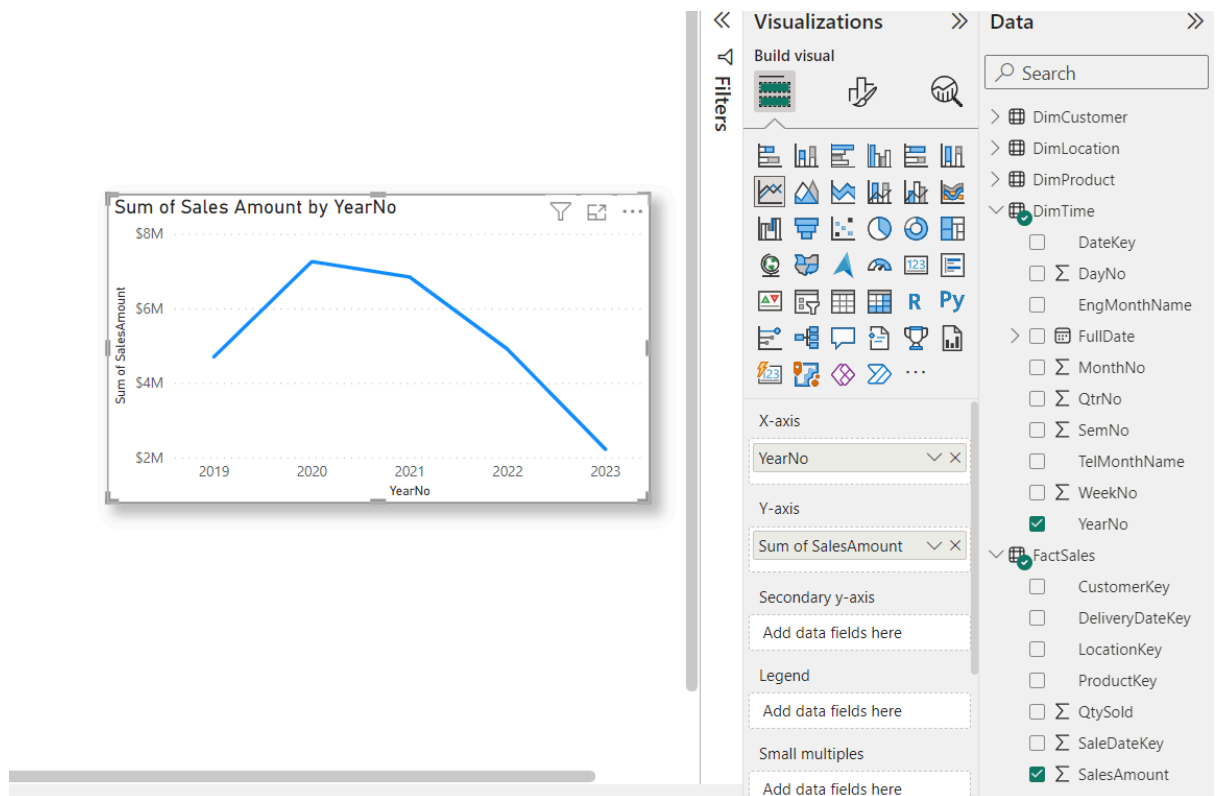 Visualizations
Data
Build visual
Search
Filters
DimCustomer
DimLocation
DimProduct
DimTime
DateKey
DayNo
EngMonthName
FullDate
MonthNo
QtrNo
SemNo
TelMonthName
WeekNo
YearNo
FactSales
CustomerKey
DeliveryDateKey
LocationKey
ProductKey
QtySold
SaleDateKey
SalesAmount
Sum of Sales Amount by YearNo
$8M
$6M
$4M
$2M
Sum of SalesAmount
2019 2020 2021 2022 2023
YearNo
123
R Py
123
X-axis
YearNo
Y-axis
Sum of SalesAmount
Secondary y-axis
Add data fields here
Legend
Add data fields here
Small multiples
Add data fields here